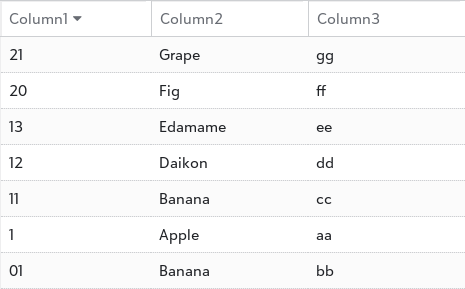 Column1 Column2 Column3
21 Grape gg
20 Fig ff
13 Edamame ee
12 Daikon dd
11 Banana cc
1 Apple aa
01 Banana bb